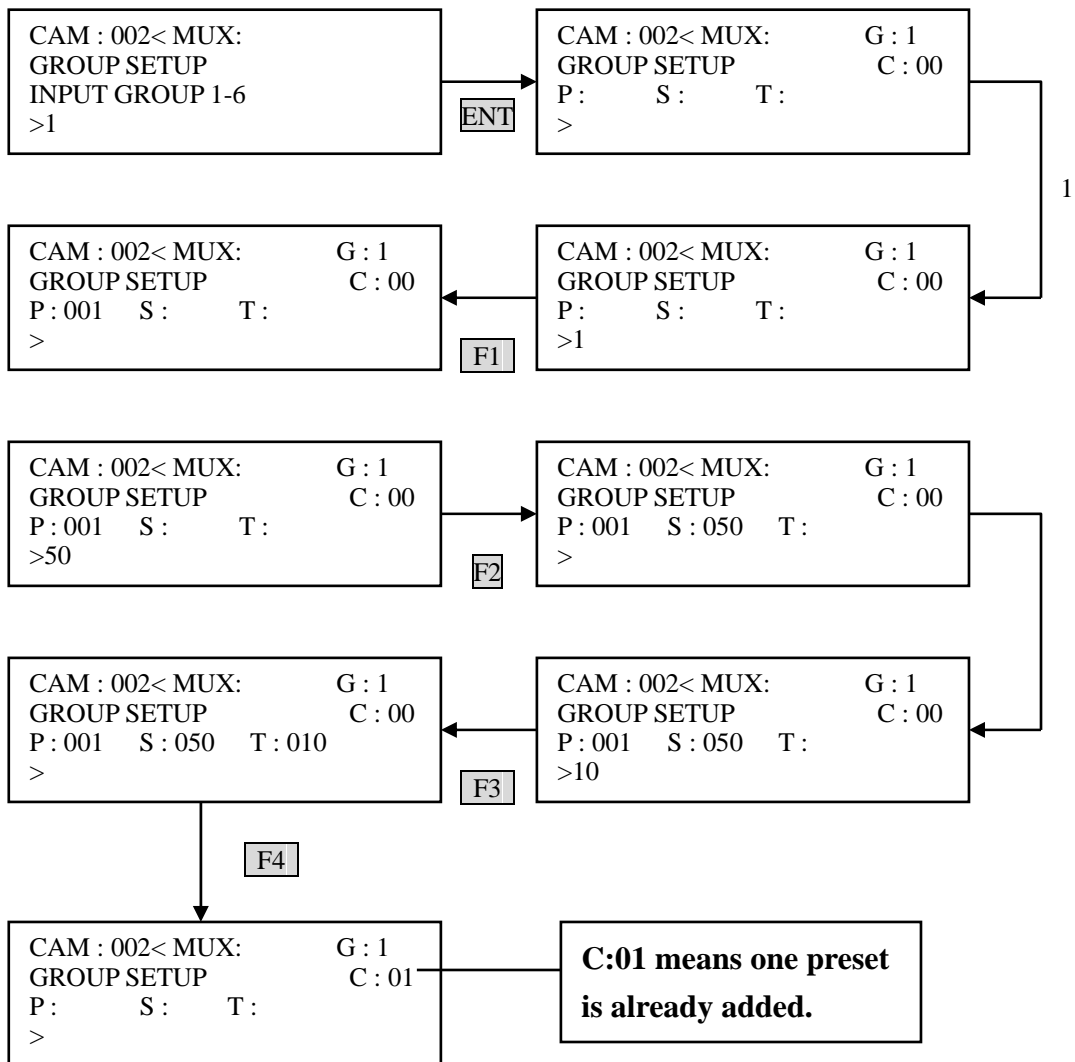 CAM : 002< MUX:
GROUP SETUP
INPUT GROUP 1-6
>1
ENT
CAM : 002< MUX: G : 1
GROUP SETUP C : 00
P : S : T :
>
1
CAM : 002< MUX: G : 1
GROUP SETUP C : 00
P : S : T :
>1
F1
CAM : 002< MUX: G : 1
GROUP SETUP C : 00
P : 001 S : T :
>
CAM : 002< MUX: G : 1
GROUP SETUP C : 00
P : 001 S : T :
>50
F2
CAM : 002< MUX: G : 1
GROUP SETUP C : 00
P : 001 S : 050 T :
>
CAM : 002< MUX: G : 1
GROUP SETUP C : 00
P : 001 S : 050 T :
>10
F3
CAM : 002< MUX: G : 1
GROUP SETUP C : 00
P : 001 S : 050 T : 010
>
F4
CAM : 002< MUX: G : 1
GROUP SETUP C : 01
P : S : T :
>
C:01 means one preset
is already added.